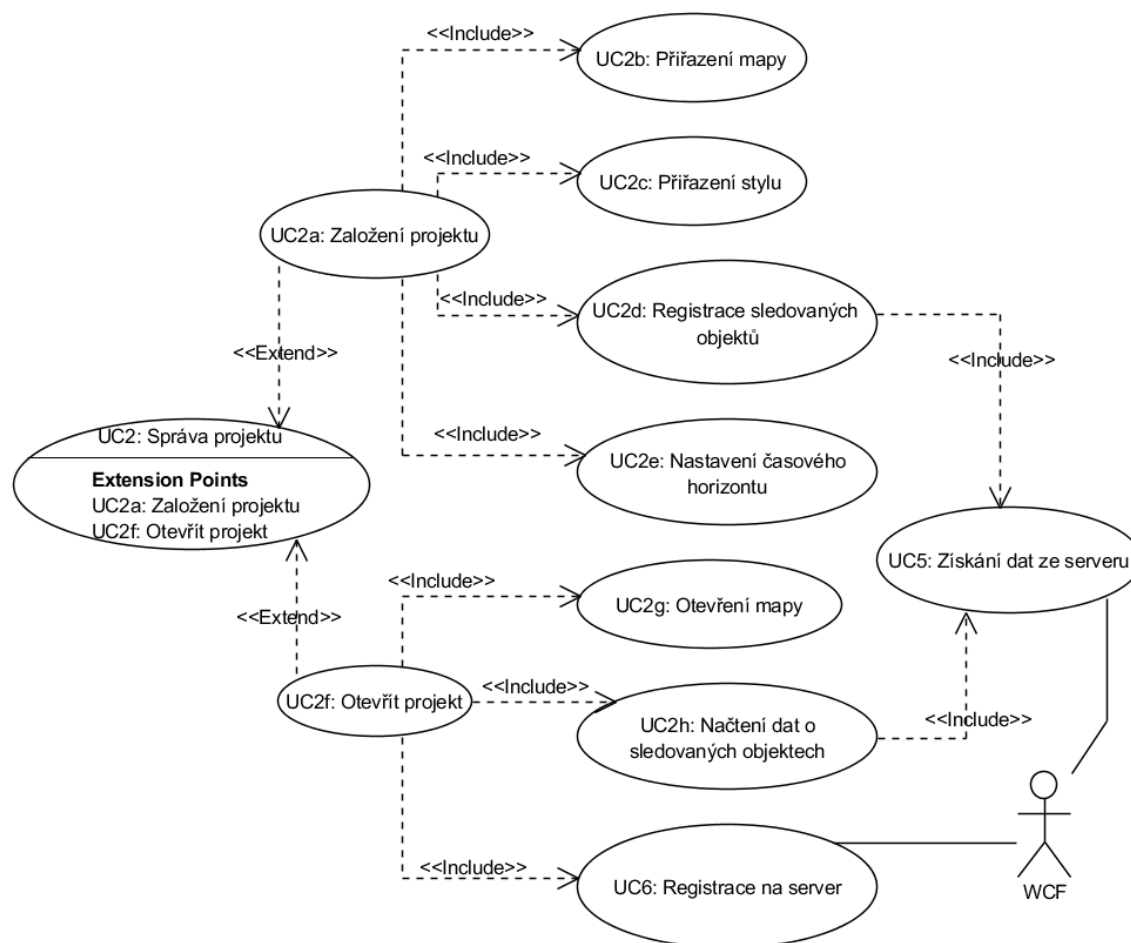 <<Include>>
UC2b: Přiřazení mapy
<<Include>>
UC2c: Přiřazení stylu
UC2a: Založení projektu
<<Include>>
UC2d: Registrace sledovaných
objektů
<<Extend>>
<<Include>>
UC2: Správa projektu
<<Include>>
UC2e: Nastavení časového
horizontu
Extension Points
UC2a: Založení projektu
UC2f: Otevřít projekt
UC5: Získání dat ze serveru
<<Include>>
UC2g: Otevření mapy
<<Extend>>
UC2f: Otevřít projekt
<<Include>>
UC2h: Načtení dat o
sledovaných objektech
<<Include>>
<<Include>>
UC6: Registrace na server
WCF